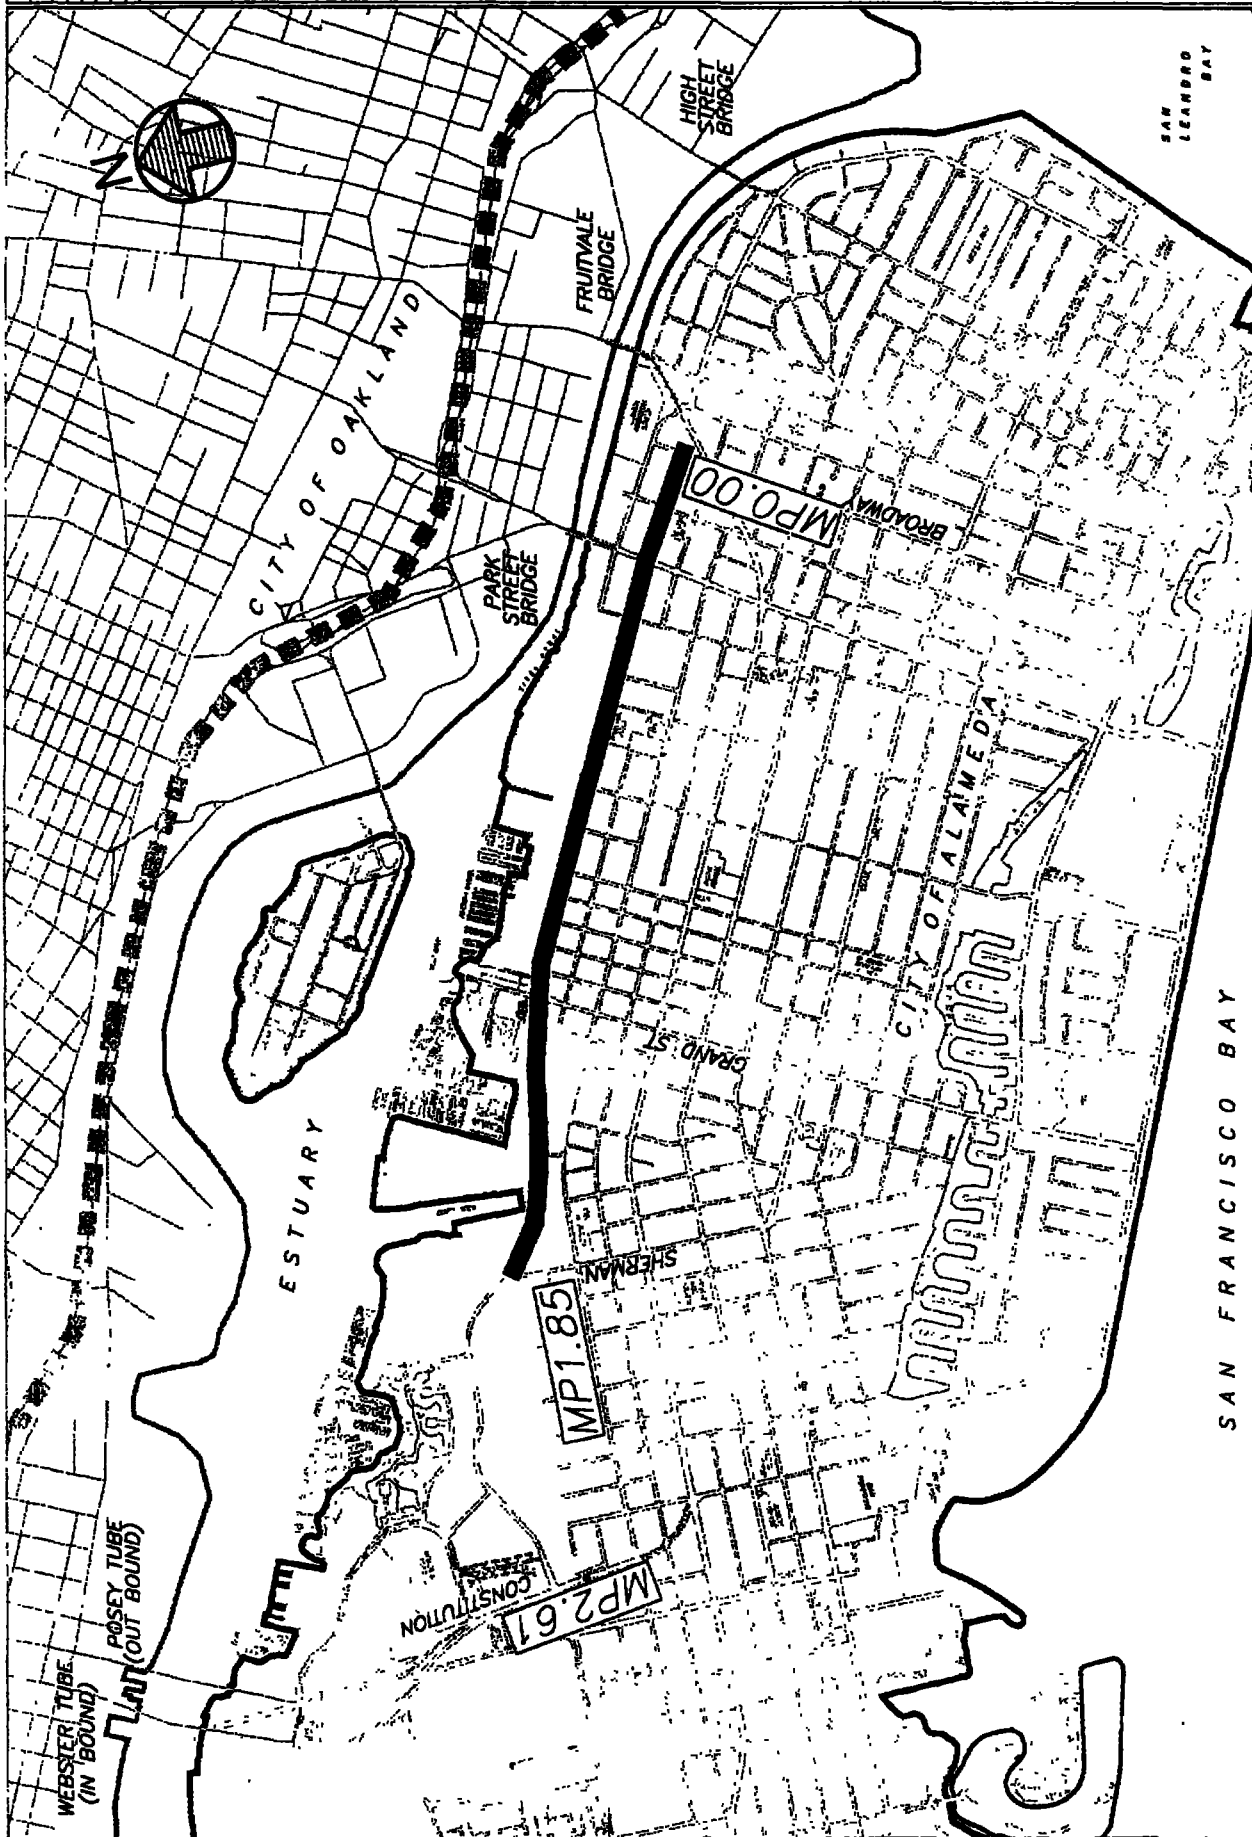 N
CITY OF OAKLAND
HIGH
STREET
BRIDGE
SAN
LEANDRO
BAY
FRUITVALE
BRIDGE
PARK
STREET
BRIDGE
MP0.00
BROADWAY
CITY OF ALAMEDA
GRAND ST.
ESTUARY
SHERMAN
MP1.85
SAN FRANCISCO BAY
POSEY TUBE
(OUT BOUND)
WEBSTER TUBE
(IN BOUND)
CONSTITUTION
MP2.61